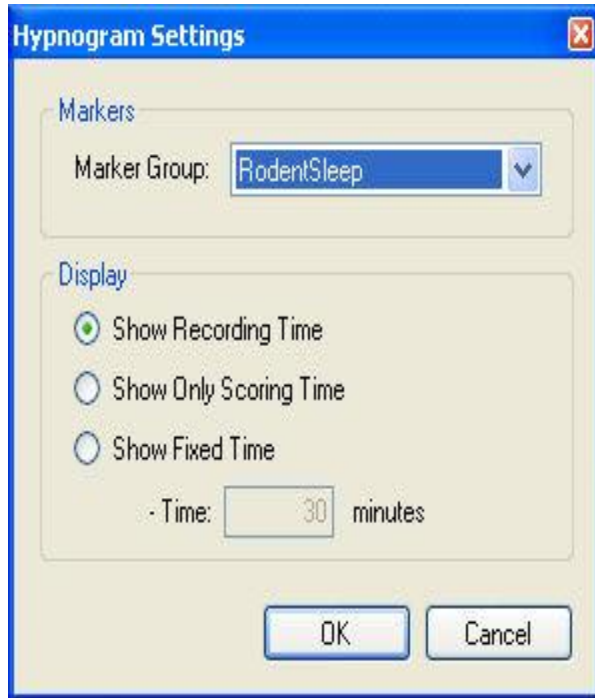 Hypnogram Settings
Markers
Marker Group: RodentSleep
Display
Show Recording Time
Show Only Scoring Time
Show Fixed Time
- Time: 30 minutes
OK Cancel